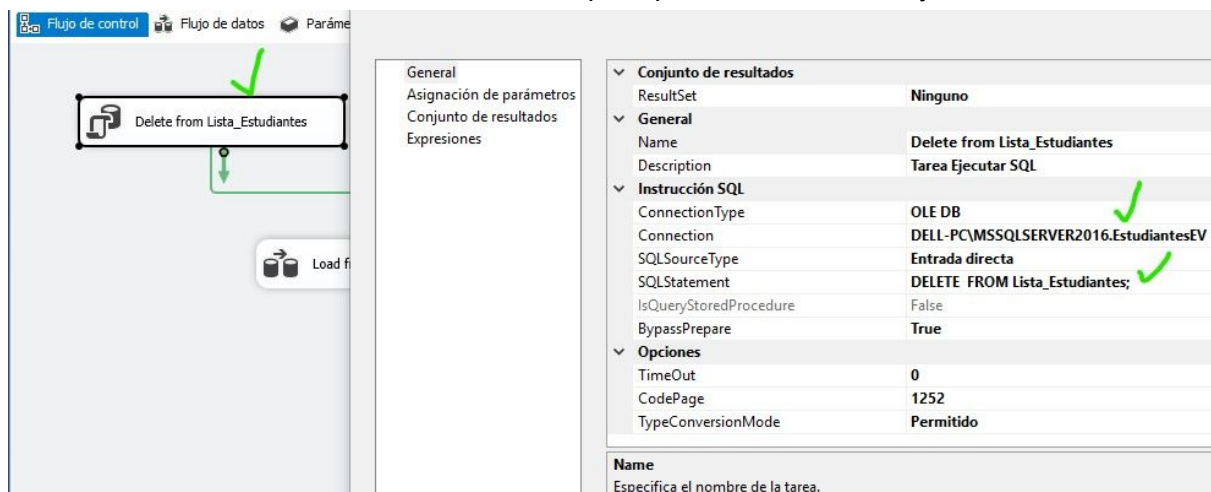 Flujo de control Flujo de datos Paráme
Delete from Lista_Estudiantes
Load
General
Asignación de parámetros
Conjunto de resultados
Expresiones
Conjunto de resultados
ResultSet Ninguno
General
Name Delete from Lista_Estudiantes
Description Tarea Ejecutar SQL
Instrucción SQL
ConnectionType OLE DB
Connection DELL-PC\MSSQLSERVER2016.EstudiantesEV
SQLSourceType Entrada directa
SQLStatement DELETE FROM Lista_Estudiantes;
IsQueryStoredProcedure False
BypassPrepare True
Opciones
TimeOut 0
CodePage 1252
TypeConversionMode Permitido
Name
Especifica el nombre de la tarea.